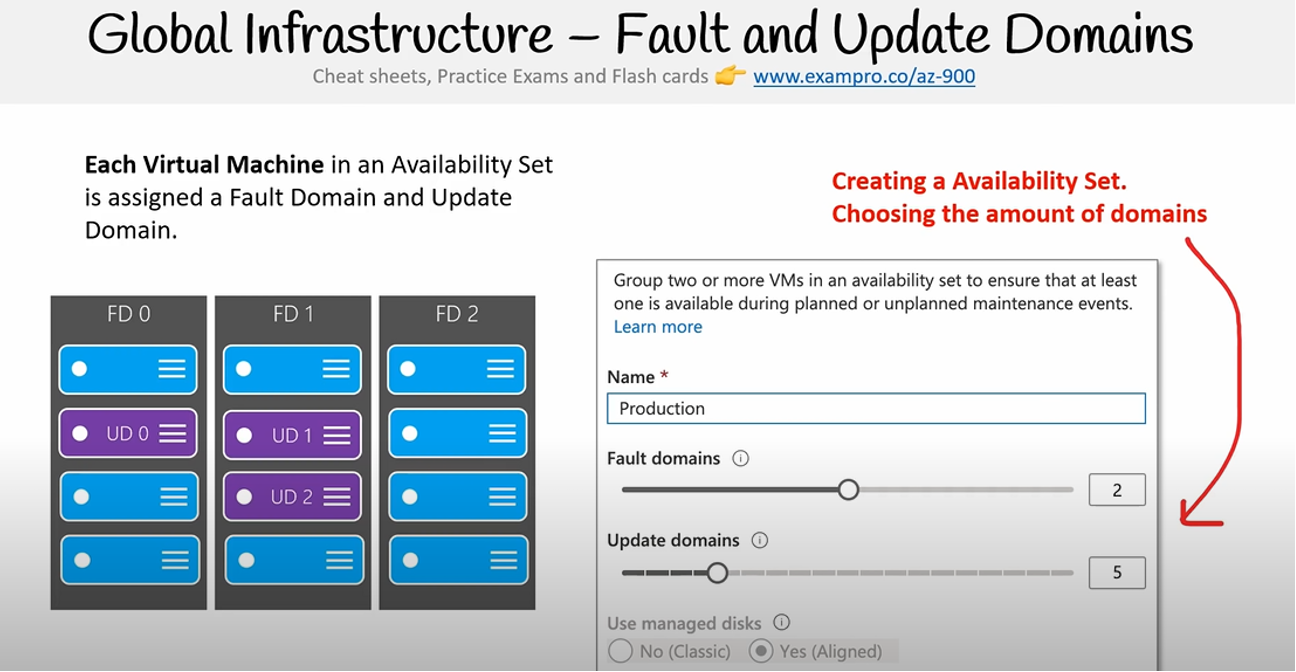 Global Infrastructure – Fault and Update Domains
Cheat sheets, Practice Exams and Flash cards 👉 www.exampro.co/az-900
Each Virtual Machine in an Availability Set
is assigned a Fault Domain and Update
Domain.
Creating a Availability Set.
Choosing the amount of domains
FD 0
FD 1
FD 2
UD 0
UD 1
UD 2
Group two or more VMs in an availability set to ensure that at least
one is available during planned or unplanned maintenance events.
Learn more
Name *
Production
Fault domains
2
Update domains
5
Use managed disks
No (Classic) Yes (Aligned)